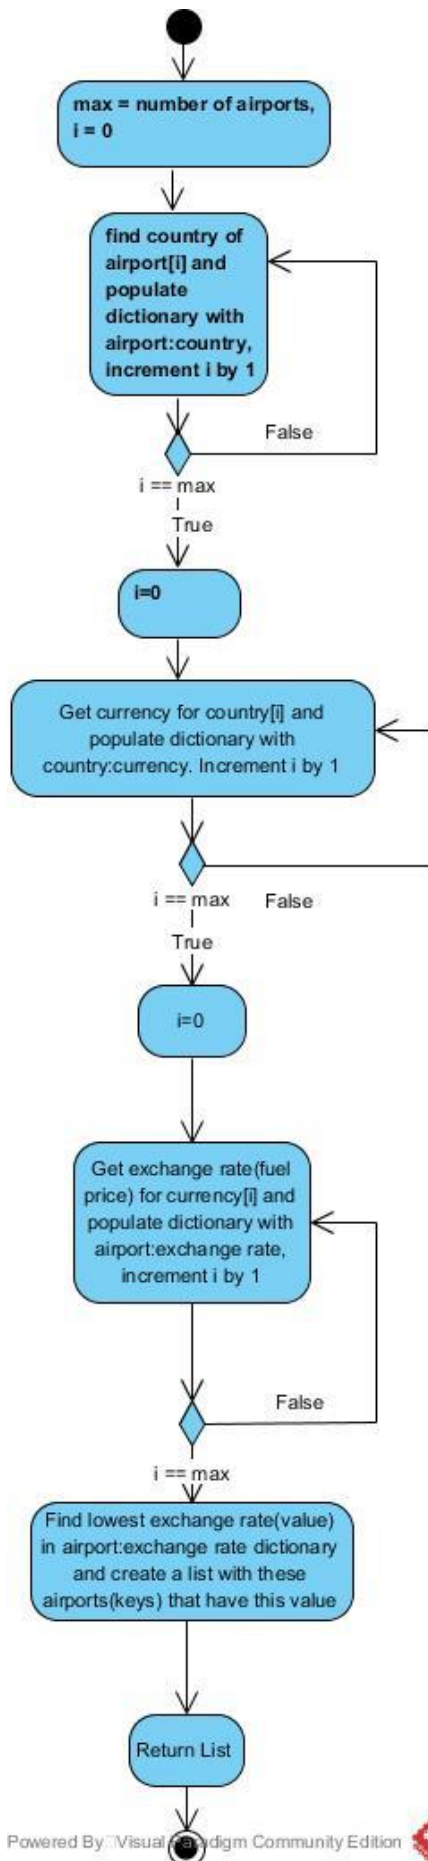 max = number of airports,
i = 0
find country of
airport[i] and
populate
dictionary with
airport:country,
increment i by 1
False
i == max
True
i=0
Get currency for country[i] and
populate dictionary with
country:currency. Increment i by 1
i == max
False
True
i=0
Get exchange rate(fuel
price) for currency[i] and
populate dictionary with
airport:exchange rate,
increment i by 1
False
i == max
Find lowest exchange rate(value)
in airport:exchange rate dictionary
and create a list with these
airports(keys) that have this value
Return List
Powered By Visual Paradigm Community Edition